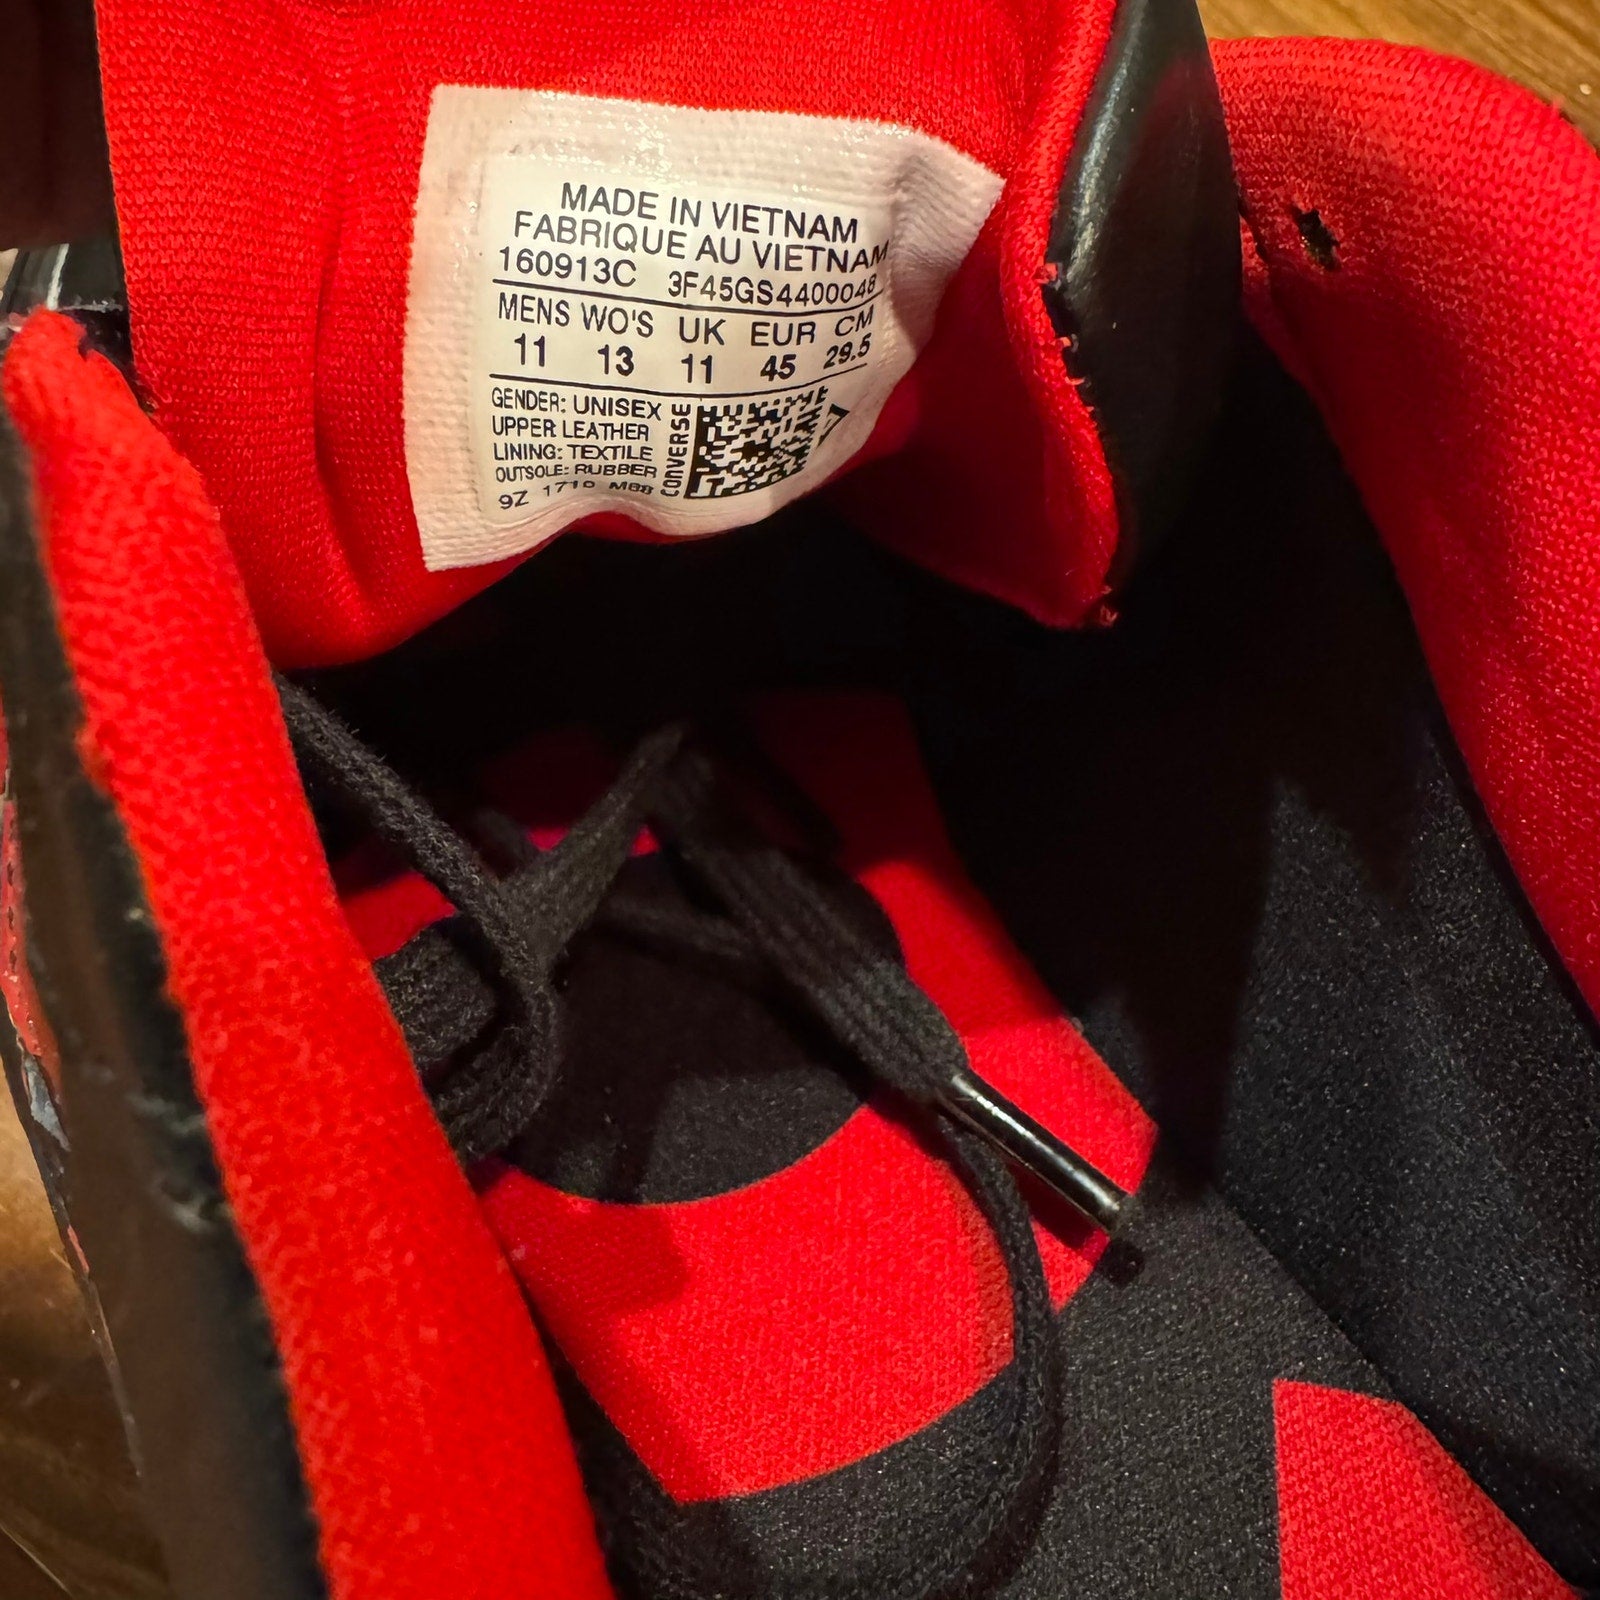 MADE IN VIETNAM
FABRIQUE AU VIETNAM
160913C 3F45GS4400048
MENS WO'S UK EUR CM
11 13 11 45 29.5
GENDER: UNISEX
UPPER LEATHER
LINING: TEXTILE
OUTSOLE: RUBBER
9Z
CONVERSE